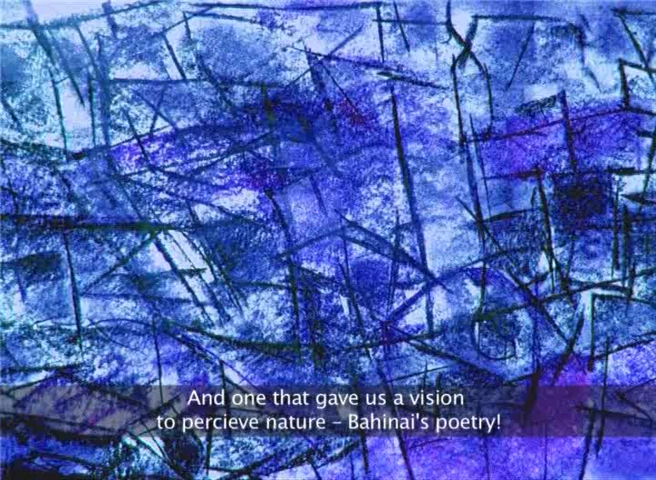 And one that gave us a vision
to percieve nature – Bahinai's poetry!